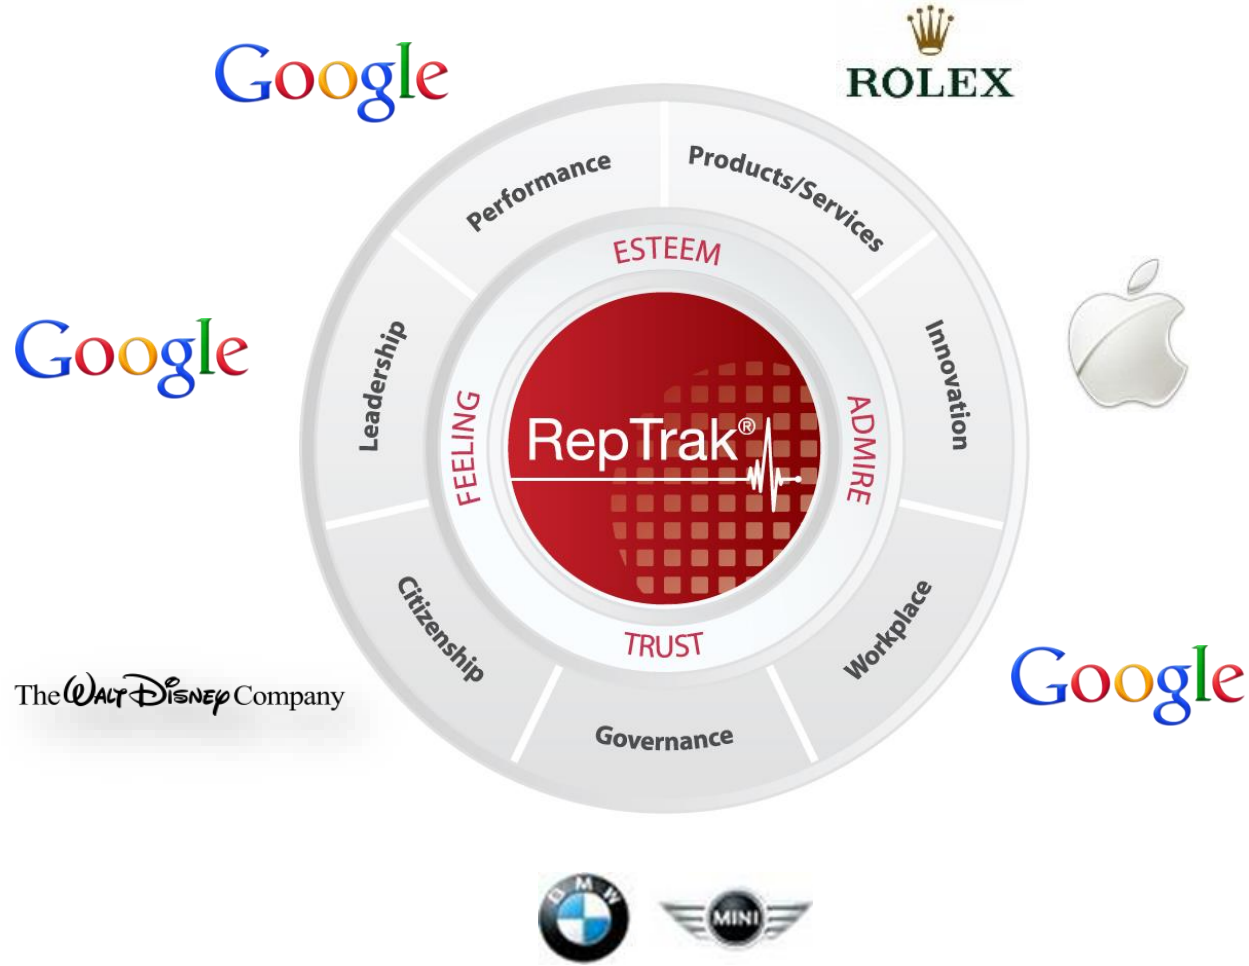 Google
ROLEX
Performance
Products/Services
ESTEEM
Google
Leadership
Innovation
FEELING
RepTrak®
ADMIRE
Citizenship
Workplace
TRUST
Google
The WALT DISNEY Company
Governance
BMW
MINI